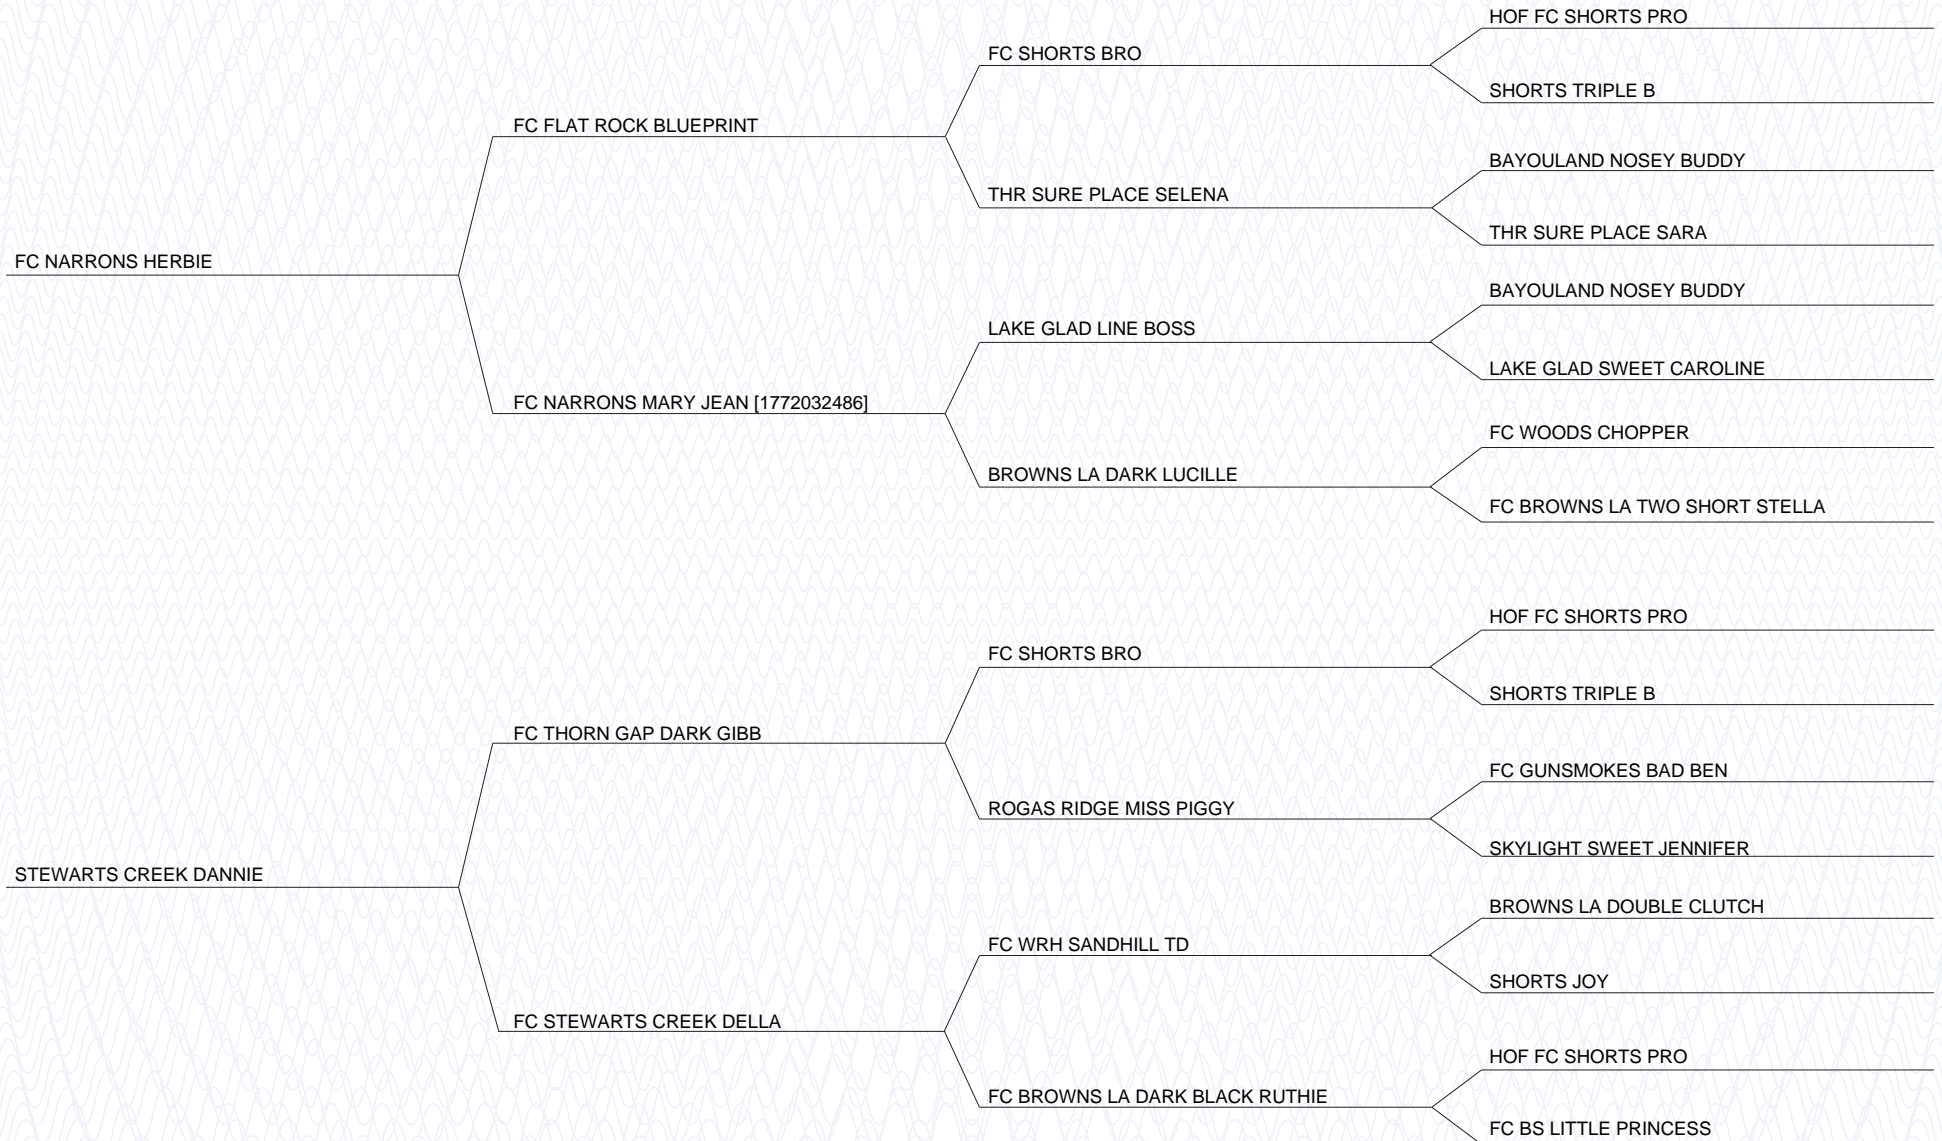 HOF FC SHORTS PRO
FC SHORTS BRO
SHORTS TRIPLE B
FC FLAT ROCK BLUEPRINT
BAYOULAND NOSEY BUDDY
THR SURE PLACE SELENA
THR SURE PLACE SARA
FC NARRONS HERBIE
BAYOULAND NOSEY BUDDY
LAKE GLAD LINE BOSS
LAKE GLAD SWEET CAROLINE
FC NARRONS MARY JEAN [1772032486]
FC WOODS CHOPPER
BROWNS LA DARK LUCILLE
FC BROWNS LA TWO SHORT STELLA
HOF FC SHORTS PRO
FC SHORTS BRO
SHORTS TRIPLE B
FC THORN GAP DARK GIBB
FC GUNSMOKES BAD BEN
ROGAS RIDGE MISS PIGGY
SKYLIGHT SWEET JENNIFER
STEWARTS CREEK DANNIE
BROWNS LA DOUBLE CLUTCH
FC WRH SANDHILL TD
SHORTS JOY
FC STEWARTS CREEK DELLA
HOF FC SHORTS PRO
FC BROWNS LA DARK BLACK RUTHIE
FC BS LITTLE PRINCESS